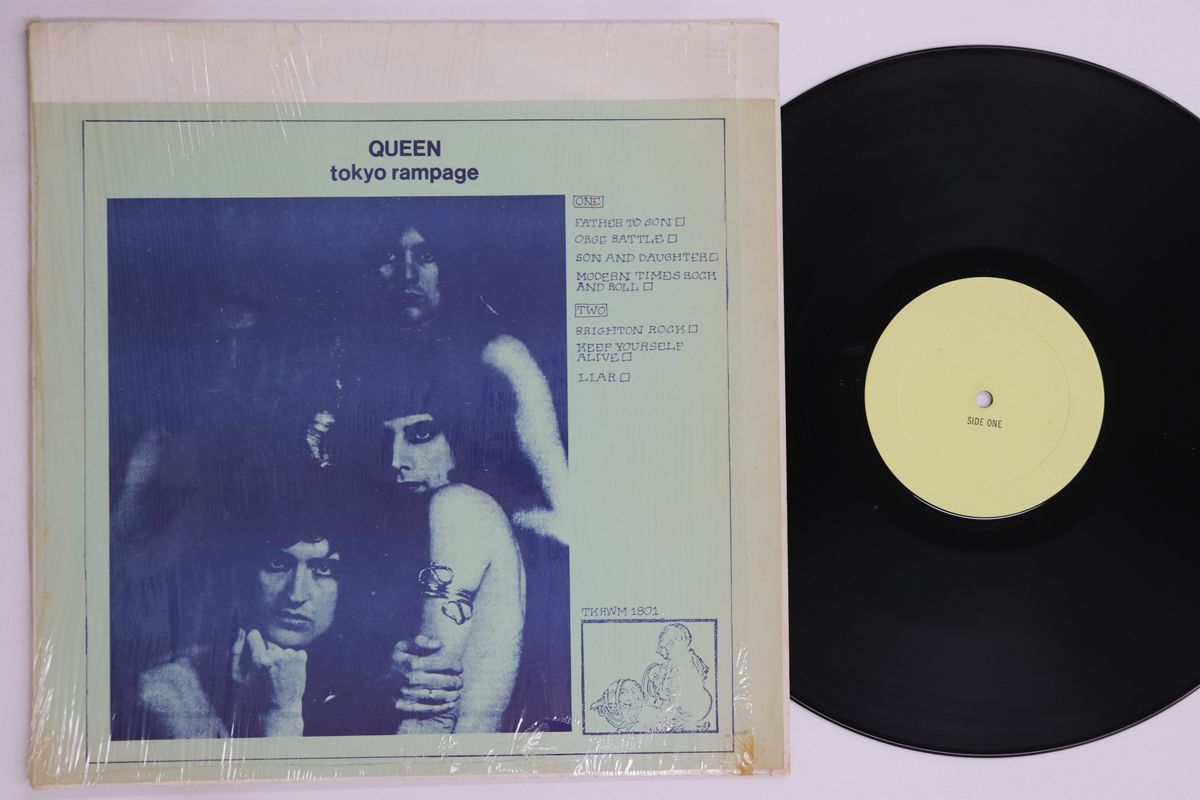 QUEEN
tokyo rampage
ONE
FATHER TO SON
ORGE BATTLE
SON AND DAUGHTER
MODERN TIMES ROCK
AND ROLL
TWO
BRIGHTON ROCK
KEEP YOURSELF
ALIVE
LIAR
TKRWM 1801
SIDE ONE